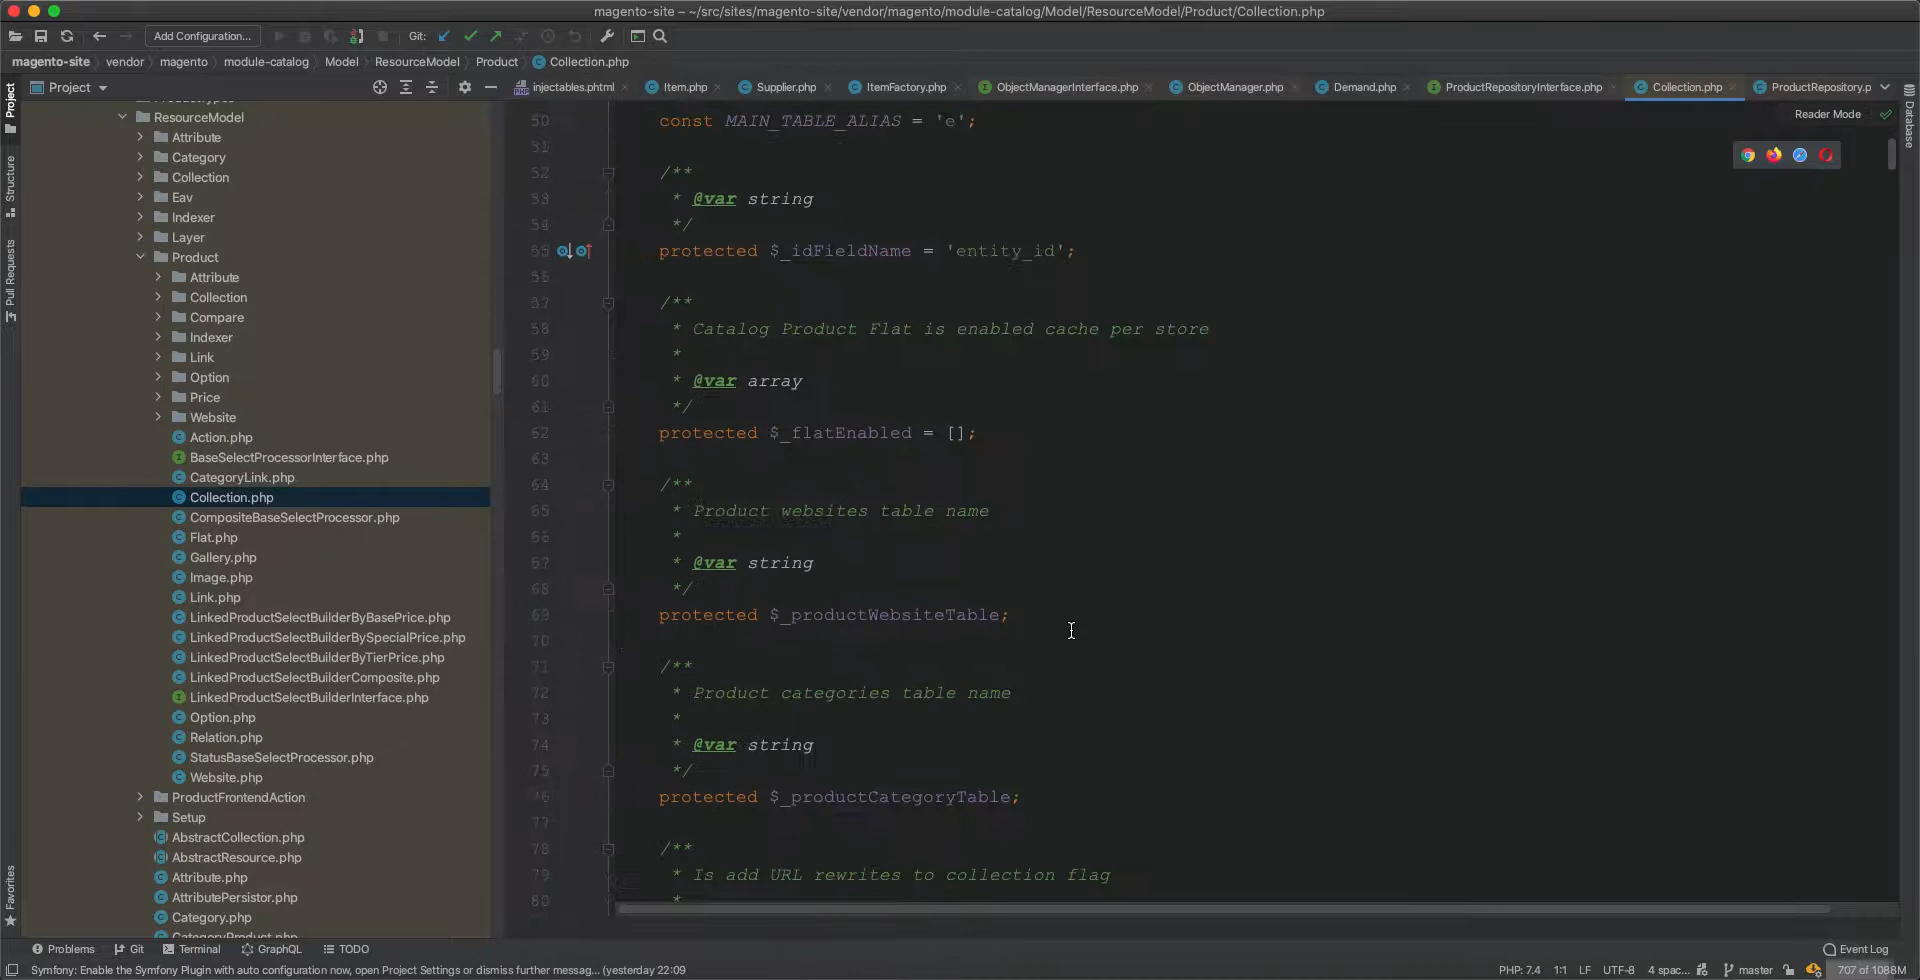 magento-site – ~/src/sites/magento-site/vendor/magento/module-catalog/Model/ResourceModel/Product/Collection.php
Add Configuration... Git:
magento-site vendor magento module-catalog Model ResourceModel Product Collection.php
Project injectables.phtml Item.php Supplier.php ItemFactory.php ObjectManagerInterface.php ObjectManager.php Demand.php ProductRepositoryInterface.php Collection.php ProductRepository.p
Project
Structure
Pull Requests
Favorites
Database
Reader Mode
ResourceModel
Attribute
Category
Collection
Eav
Indexer
Layer
Product
Attribute
Collection
Compare
Indexer
Link
Option
Price
Website
Action.php
BaseSelectProcessorInterface.php
CategoryLink.php
Collection.php
CompositeBaseSelectProcessor.php
Flat.php
Gallery.php
Image.php
Link.php
LinkedProductSelectBuilderByBasePrice.php
LinkedProductSelectBuilderBySpecialPrice.php
LinkedProductSelectBuilderByTierPrice.php
LinkedProductSelectBuilderComposite.php
LinkedProductSelectBuilderInterface.php
Option.php
Relation.php
StatusBaseSelectProcessor.php
Website.php
ProductFrontendAction
Setup
AbstractCollection.php
AbstractResource.php
Attribute.php
AttributePersistor.php
Category.php
50 const MAIN_TABLE_ALIAS = 'e';
51
52 /**
53 * @var string
54 */
55 protected $_idFieldName = 'entity_id';
56
57 /**
58 * Catalog Product Flat is enabled cache per store
59 *
60 * @var array
61 */
62 protected $_flatEnabled = [];
63
64 /**
65 * Product websites table name
66 *
67 * @var string
68 */
69 protected $_productWebsiteTable;
70
71 /**
72 * Product categories table name
73 *
74 * @var string
75 */
76 protected $_productCategoryTable;
77
78 /**
79 * Is add URL rewrites to collection flag
80 *
Problems Git Terminal GraphQL TODO Event Log
Symfony: Enable the Symfony Plugin with auto configuration now, open Project Settings or dismiss further messag... (yesterday 22:09 PHP: 7.4 1:1 LF UTF-8 4 spac... master 707 of 1088M